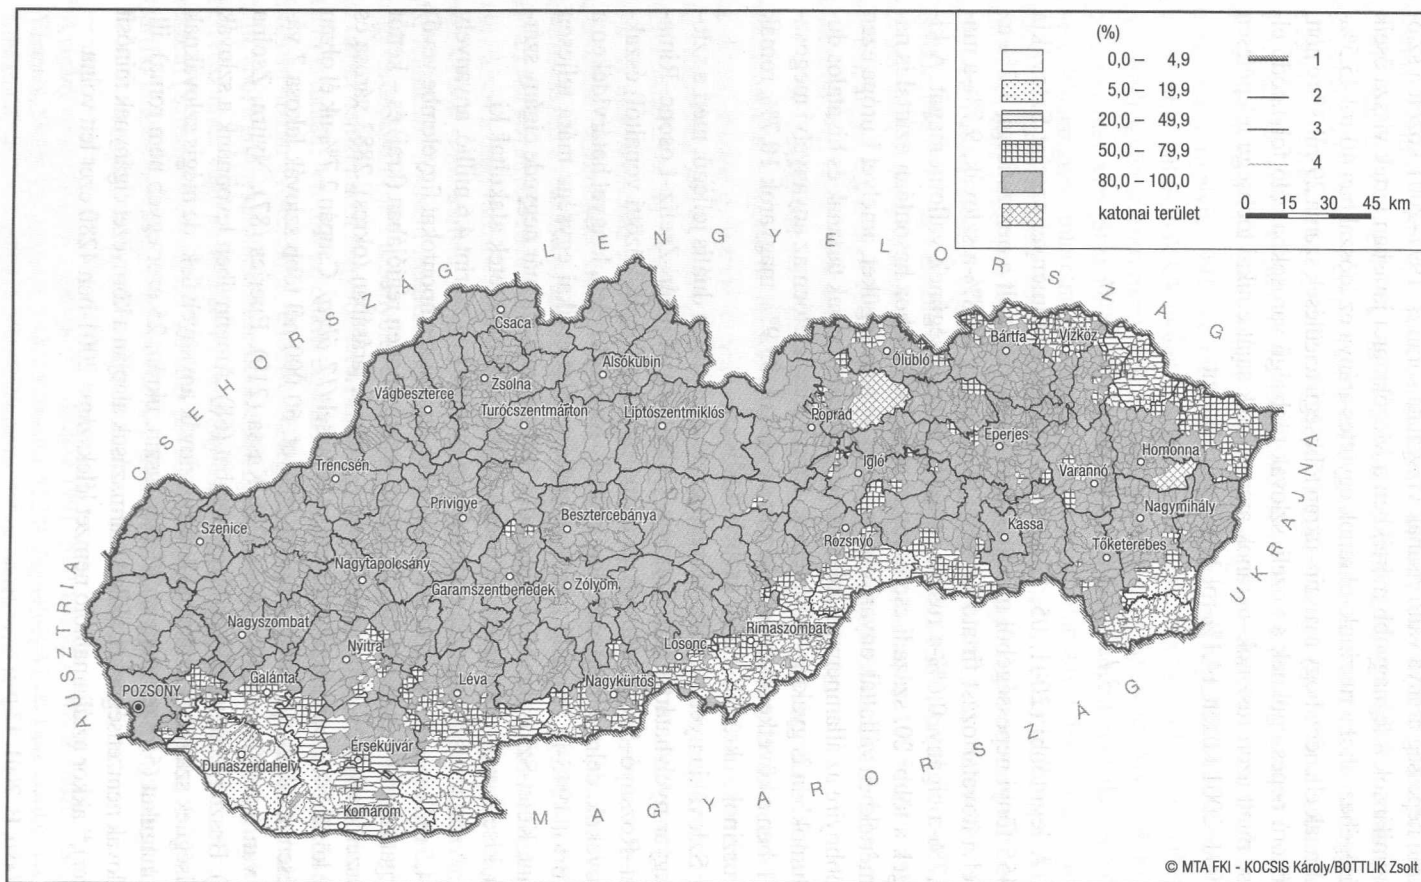 (%)
0,0 – 4,9
5,0 – 19,9
20,0 – 49,9
50,0 – 79,9
80,0 – 100,0
katonai terület
1
2
3
4
0 15 30 45 km
CSEHORSZÁG
LENGYELORSZÁG
UKRAJNA
MAGYARORSZÁG
AUSZTRIA
Csaca
Alsókubin
Zsolna
Vágbeszterce
Turócszentmárton
Liptószentmiklós
Poprád
Ólubló
Bártfa
Vízköz
Eperjes
Homonna
Varannó
Igló
Trencsén
Privigye
Besztercebánya
Szenice
Rozsnyó
Kassa
Nagymihály
Tőketerebes
Nagytapolcsány
Garamszentbenedek
Zólyom
Nagyszombat
Nyitra
Losonc
Rimaszombat
Galánta
Léva
Nagykürtös
POZSONY
Dunaszerdahely
Érsekújvár
Komárom
© MTA FKI - KOCSIS Károly/BOTTLIK Zsolt